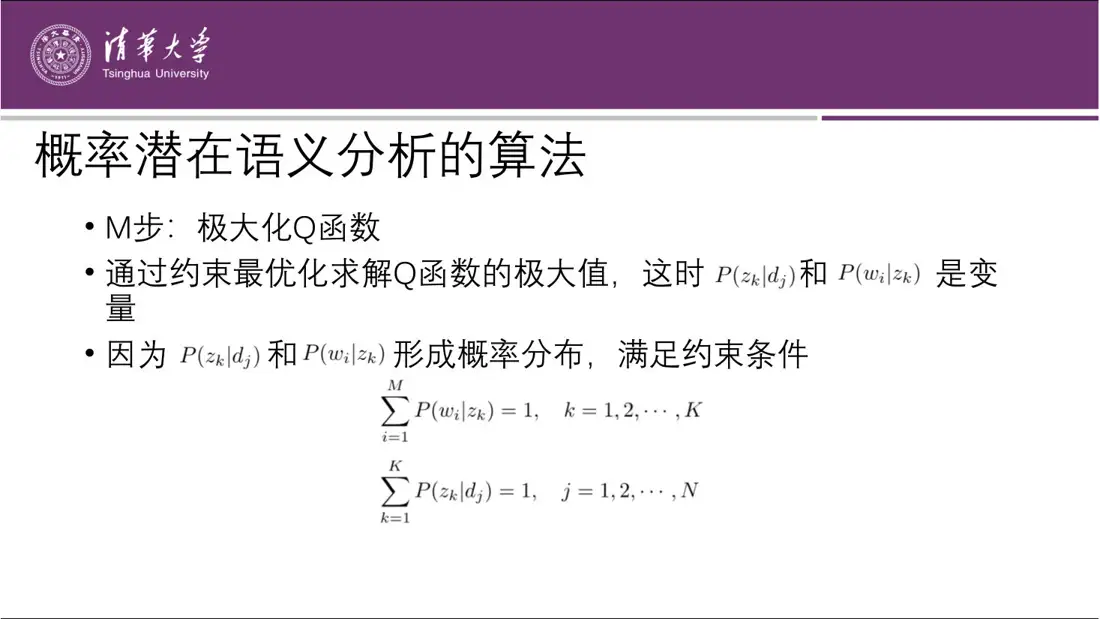 清华大学
Tsinghua University
概率潜在语义分析的算法
• M步：极大化Q函数
• 通过约束最优化求解Q函数的极大值，这时 P(z_k|d_j)和 P(w_i|z_k) 是变
量
• 因为 P(z_k|d_j) 和 P(w_i|z_k) 形成概率分布，满足约束条件
\sum_{i=1}^{M} P(w_i|z_k) = 1, k = 1, 2, ⋯, K
\sum_{k=1}^{K} P(z_k|d_j) = 1, j = 1, 2, ⋯, N